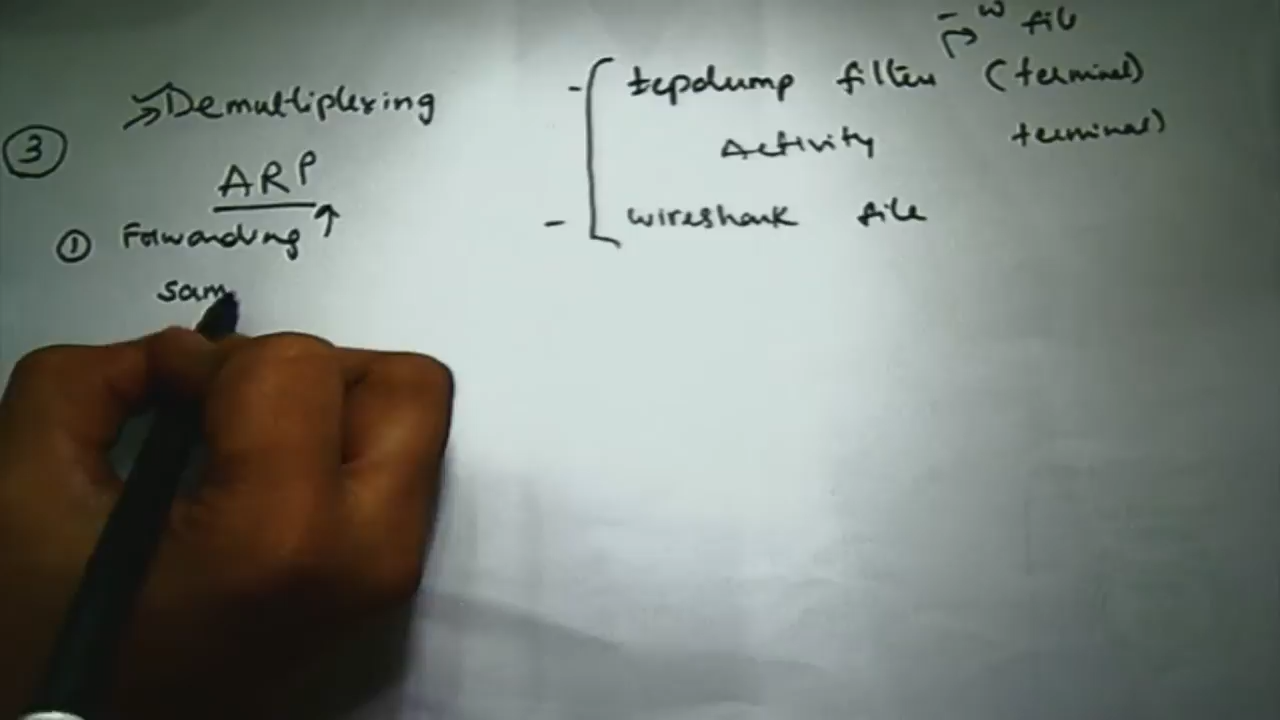 ③
Demultiplexing
ARP
① Forwarding
Sam
- w file
- tcpdump filter (terminal)
Activity terminal)
- wireshark file